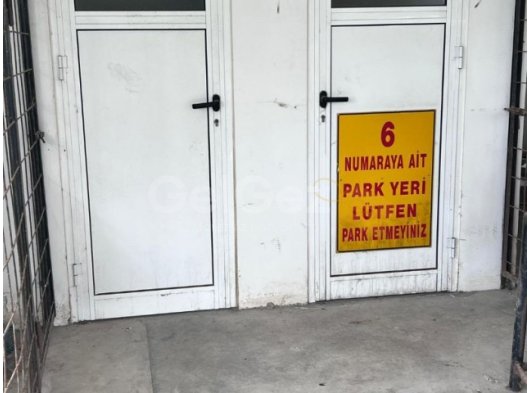 6
NUMARAYA AİT
PARK YERİ
LÜTFEN
PARK ETMEYİNİZ